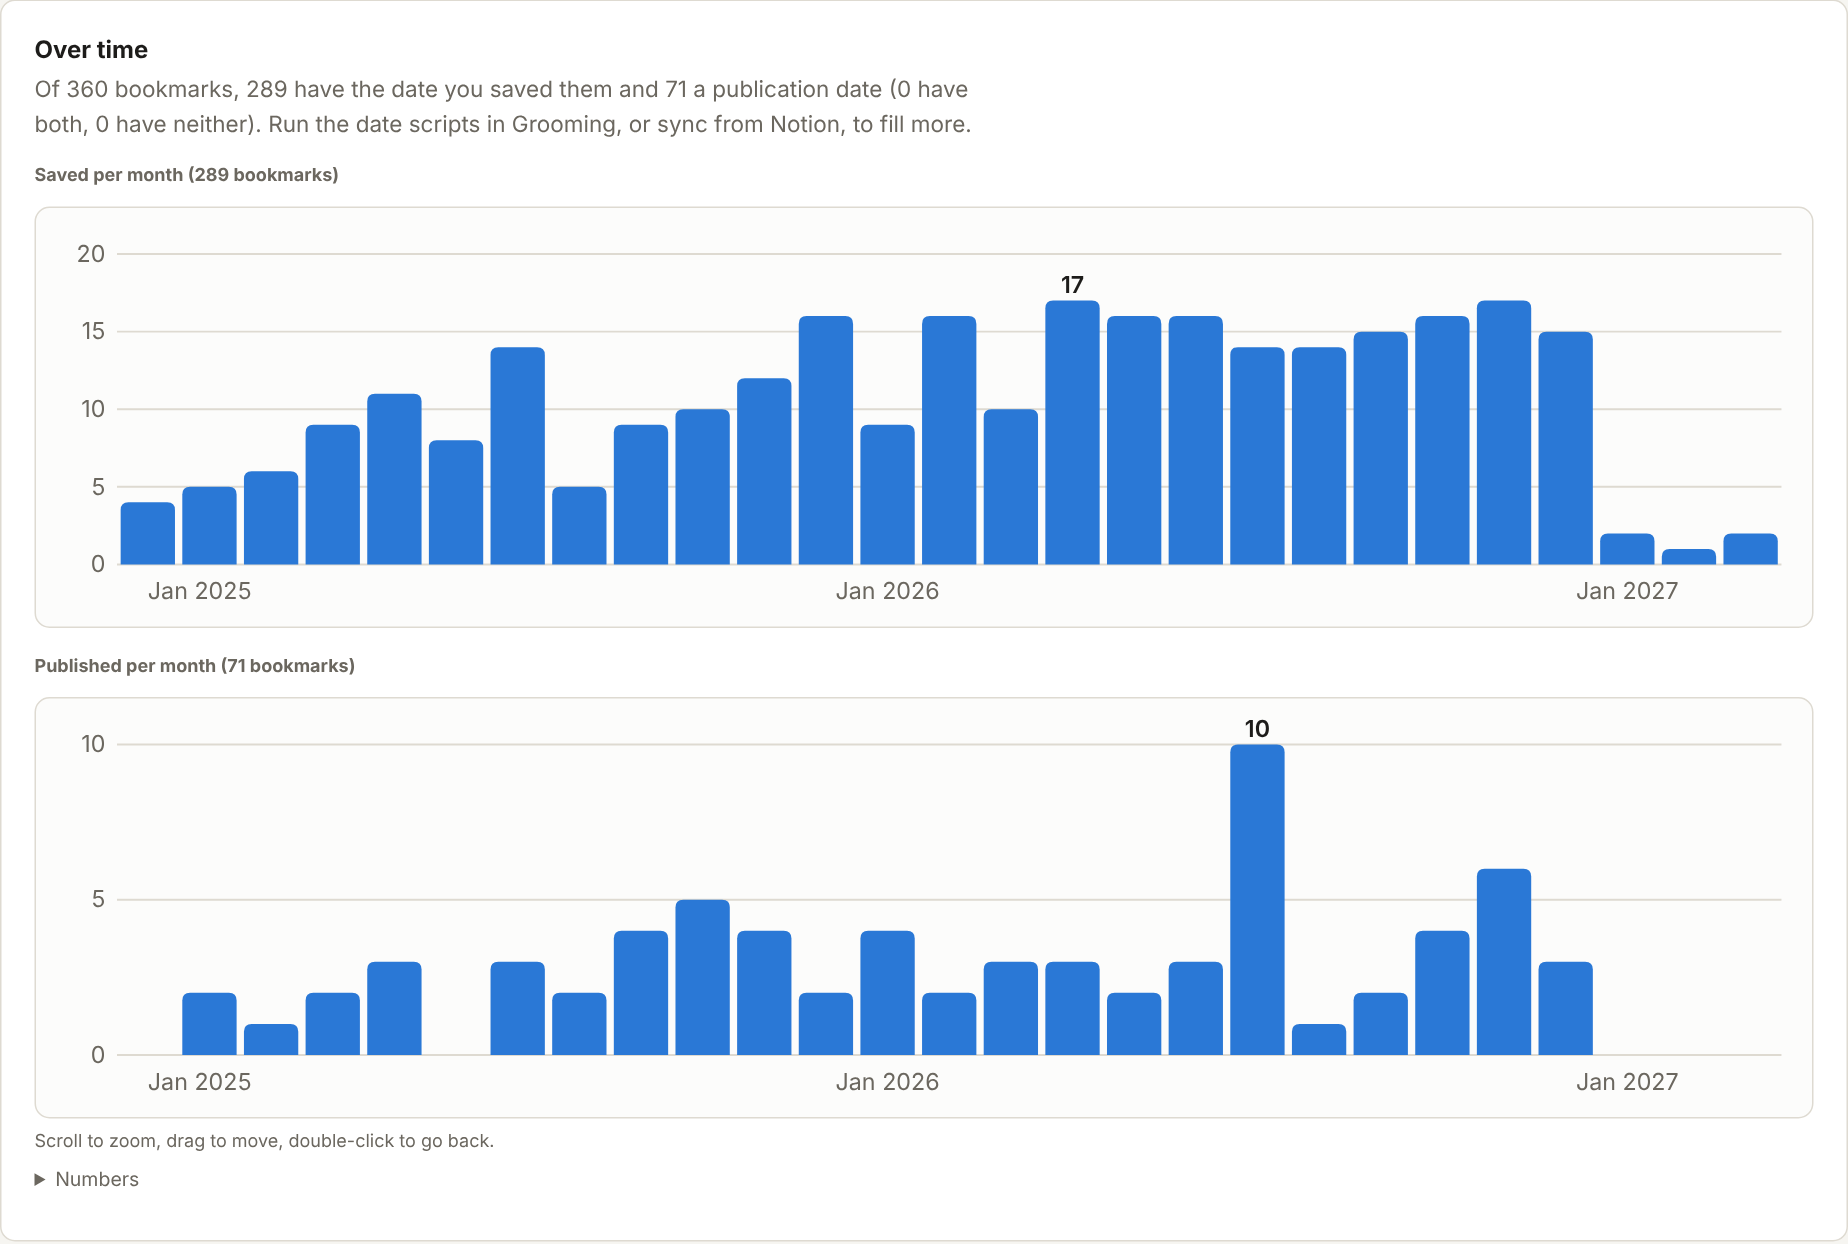 Over time
Of 360 bookmarks, 289 have the date you saved them and 71 a publication date (0 have
both, 0 have neither). Run the date scripts in Grooming, or sync from Notion, to fill more.
Saved per month (289 bookmarks)
20
17
15
10
5
0
Jan 2025 Jan 2026 Jan 2027
Published per month (71 bookmarks)
10
10
5
0
Jan 2025 Jan 2026 Jan 2027
Scroll to zoom, drag to move, double-click to go back.
▶ Numbers